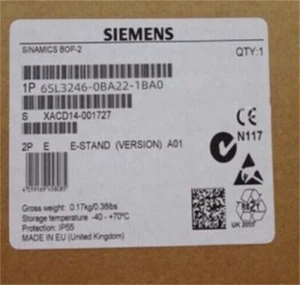 SIEMENS
SINAMICS BOP-2
QTY:1
1P 6SL3246-0BA22-1BA0
S XACD14-001727
N117
2P E E-STAND (VERSION) A01
Gross weight: 0.17kg/0.38lbs
Storage temperature -40 - +70°C
Protection: IP55
MADE IN EU (United Kingdom)